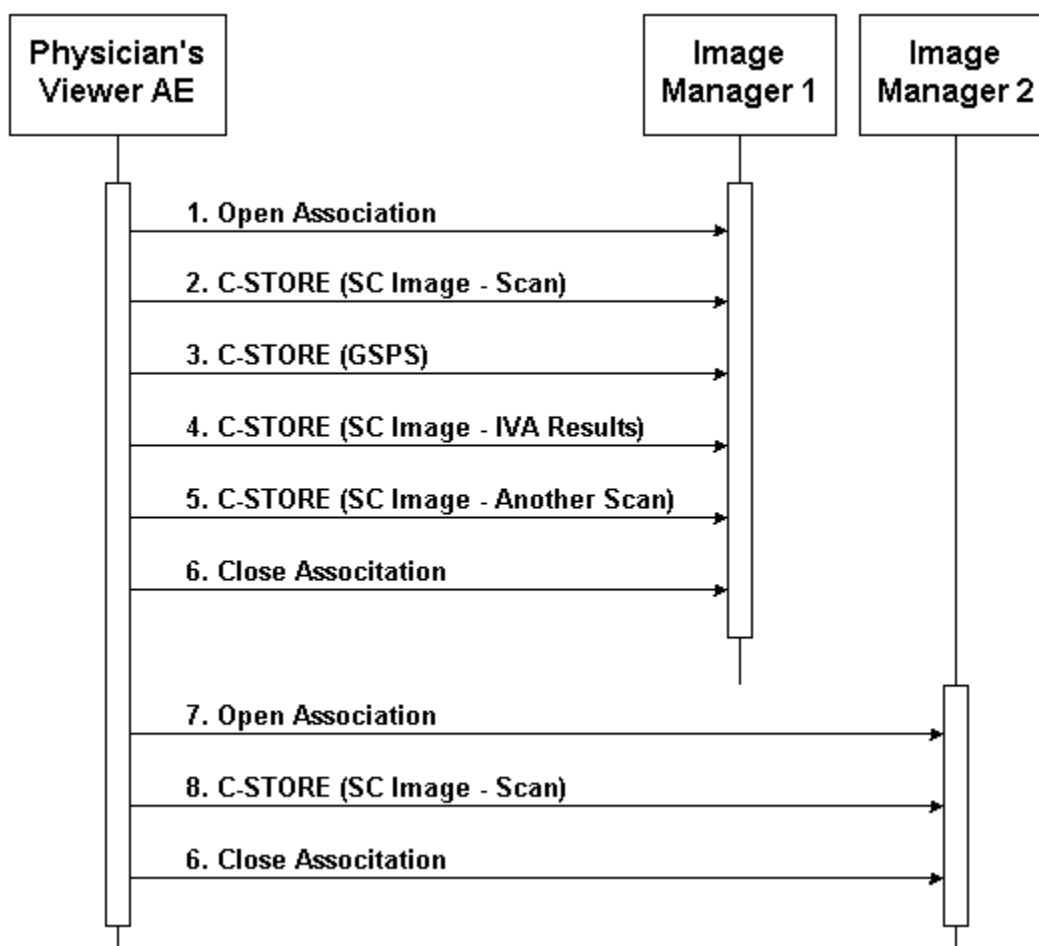 Physician's
Viewer AE
Image
Manager 1
Image
Manager 2
1. Open Association
2. C-STORE (SC Image - Scan)
3. C-STORE (GSPS)
4. C-STORE (SC Image - IVA Results)
5. C-STORE (SC Image - Another Scan)
6. Close Associtation
7. Open Association
8. C-STORE (SC Image - Scan)
6. Close Associtation